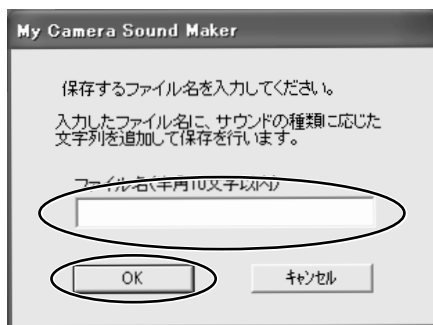 My Camera Sound Maker
保存するファイル名を入力してください。
入力したファイル名に、サウンドの種類に応じた
文字列を追加して保存を行います。
ファイル名(半角10文字以内)
OK
キャンセル